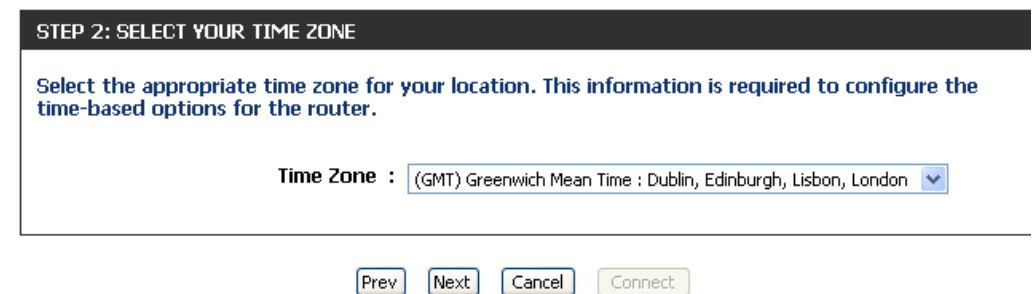 STEP 2: SELECT YOUR TIME ZONE
Select the appropriate time zone for your location. This information is required to configure the
time-based options for the router.
Time Zone : (GMT) Greenwich Mean Time : Dublin, Edinburgh, Lisbon, London
Prev Next Cancel Connect